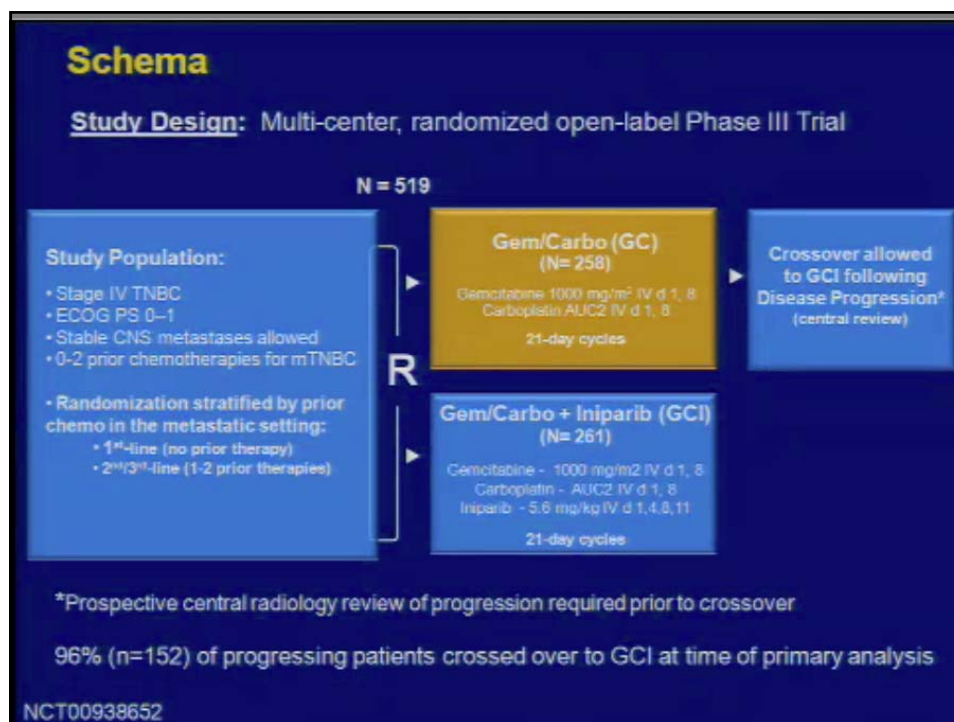 Schema
Study Design: Multi-center, randomized open-label Phase III Trial
N = 519
Study Population:
• Stage IV TNBC
• ECOG PS 0–1
• Stable CNS metastases allowed
• 0-2 prior chemotherapies for mTNBC
• Randomization stratified by prior
chemo in the metastatic setting:
• 1st-line (no prior therapy)
• 2nd/3rd-line (1-2 prior therapies)
R
Gem/Carbo (GC)
(N= 258)
Gemcitabine 1000 mg/m² IV d 1, 8
Carboplatin AUC2 IV d 1, 8
21-day cycles
Crossover allowed
to GCI following
Disease Progression*
(central review)
Gem/Carbo + Iniparib (GCI)
(N= 261)
Gemcitabine - 1000 mg/m2 IV d 1, 8
Carboplatin - AUC2 IV d 1, 8
Iniparib - 5.6 mg/kg IV d 1,4,8,11
21-day cycles
*Prospective central radiology review of progression required prior to crossover
96% (n=152) of progressing patients crossed over to GCI at time of primary analysis
NCT00938652